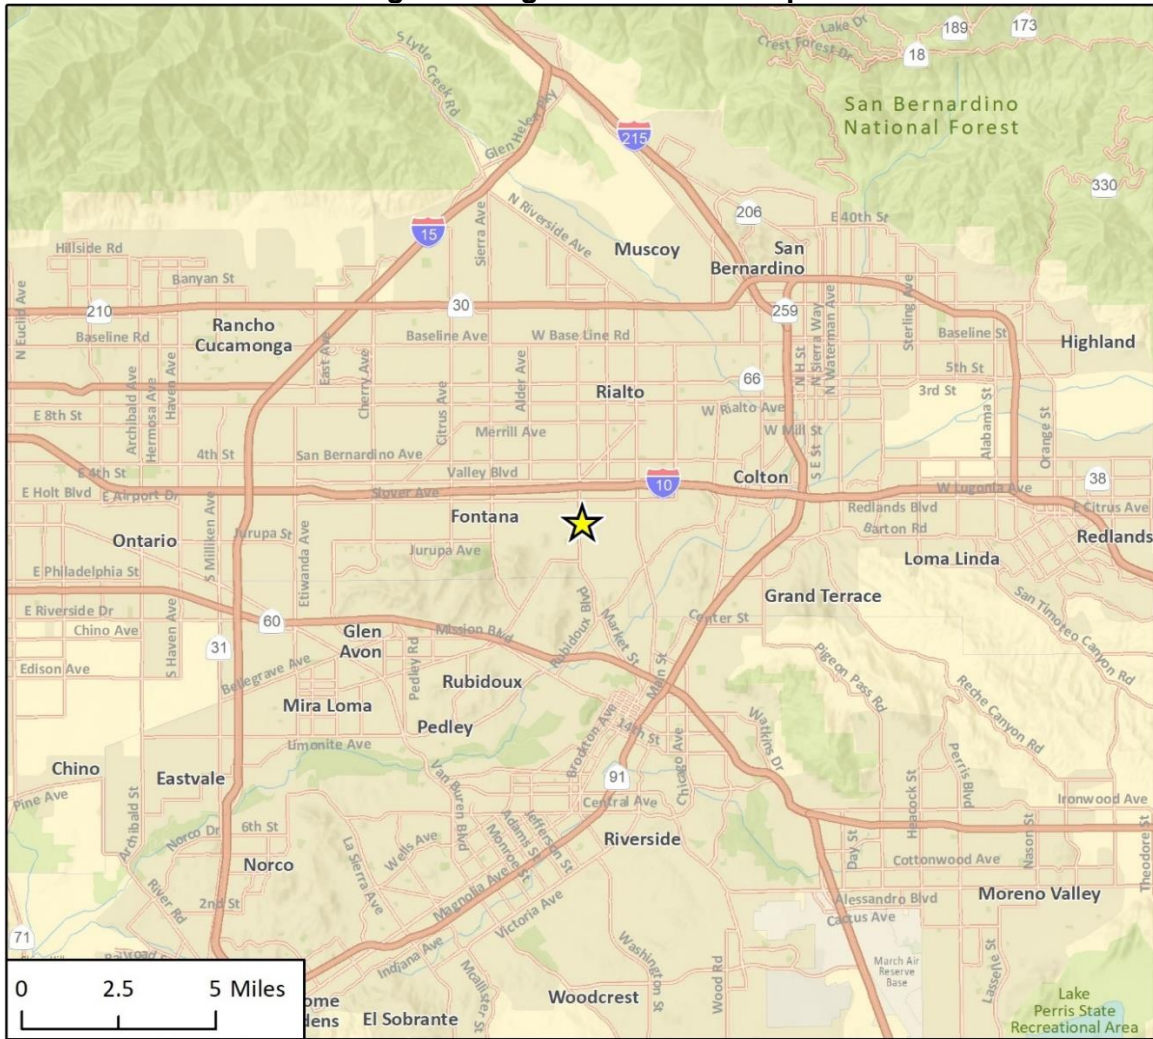 S Lytle Creek Rd
Glen Helen Pky
215
Lake Dr
Crest Forest Dr
189
173
18
San Bernardino
National Forest
330
206
E 40th St
15
Sierra Ave
N Riverside Ave
Muscoy
San
Bernardino
Hillside Rd
Banyan St
N Euclid Ave
210
30
259
Baseline Rd
Rancho
Cucamonga
Baseline Ave
W Base Line Rd
N H St
N Sierra Way
N Waterman Ave
Sterling Ave
Baseline St
Highland
5th St
3rd St
Archibald Ave
Hermosa Ave
Haven Ave
East Ave
Cherry Ave
Citrus Ave
Alder Ave
Rialto
66
E 8th St
W Rialto Ave
Merrill Ave
W Mill St
S E St
Alabama St
Orange St
4th St
San Bernardino Ave
E 4th St
Valley Blvd
10
Colton
38
E Holt Blvd
E Airport Dr
Slover Ave
W Lugonia Ave
E Citrus Ave
Redlands Blvd
Barton Rd
Fontana
Ontario
S Milliken Ave
Jurupa St
Etiwanda Ave
Jurupa Ave
Loma Linda
Redlands
E Philadelphia St
E Riverside Dr
Chino Ave
S Haven Ave
60
31
Glen
Avon
Mission Blvd
Rubidoux Blvd
Market St
Main St
Center St
Grand Terrace
San Timoteo Canyon Rd
Pigeon Pass Rd
Reche Canyon Rd
Edison Ave
Bellegrave Ave
Pedley Rd
Rubidoux
Mira Loma
Pedley
Limonite Ave
Brockton Ave
14th St
Chicago Ave
Watkins Dr
Chino
Eastvale
Pine Ave
Archibald St
Van Buren Blvd
91
Heacock St
Perris Blvd
Central Ave
Ironwood Ave
Norco Dr
6th St
Norco
La Sierra Ave
Wells Ave
Monroe St
Adams St
Jefferson St
Riverside
Day St
Nason St
Theodore St
Cottonwood Ave
River Rd
2nd St
Magnolia Ave
Victoria Ave
Alessandro Blvd
Moreno Valley
Cactus Ave
71
Indiana Ave
Mcallister St
Washington St
Wood Rd
March Air
Reserve
Base
Lasselle St
Woodcrest
El Sobrante
Lake
Perris State
Recreational Area
0 2.5 5 Miles